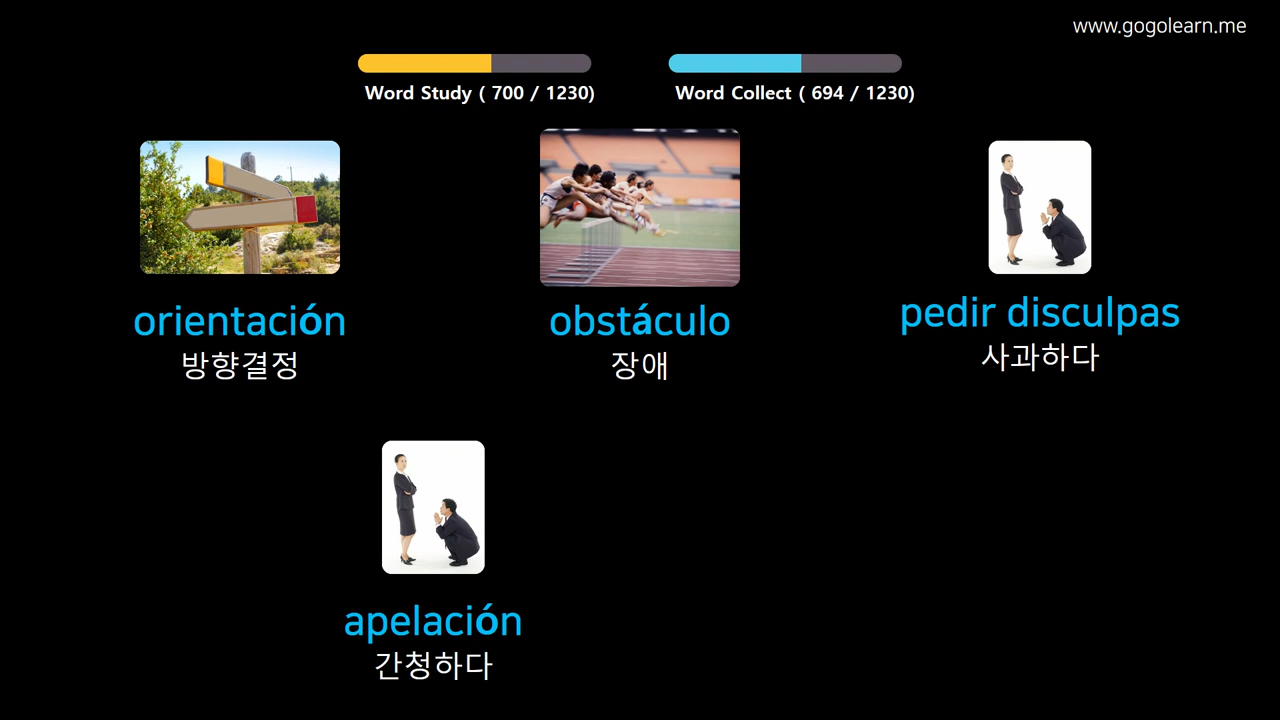 www.gogolearn.me
Word Study ( 700 / 1230)
Word Collect ( 694 / 1230)
orientación
방향결정
obstáculo
장애
pedir disculpas
사과하다
apelación
간청하다